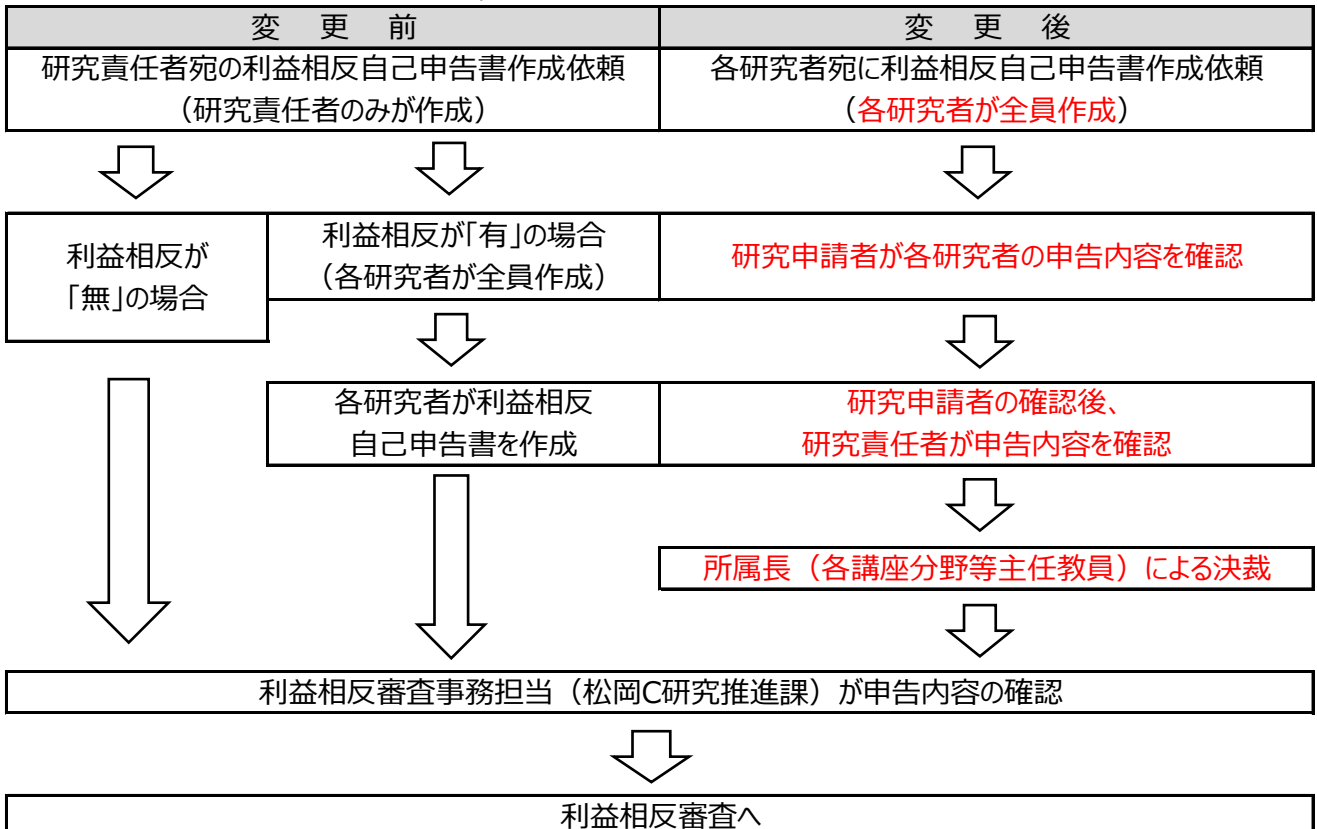 変 更 前
変 更 後
研究責任者宛の利益相反自己申告書作成依頼
(研究責任者のみが作成)
各研究者宛に利益相反自己申告書作成依頼
(各研究者が全員作成)
利益相反が
「無」の場合
利益相反が「有」の場合
(各研究者が全員作成)
研究申請者が各研究者の申告内容を確認
各研究者が利益相反
自己申告書を作成
研究申請者の確認後、
研究責任者が申告内容を確認
所属長(各講座分野等主任教員)による決裁
利益相反審査事務担当(松岡C研究推進課)が申告内容の確認
利益相反審査へ